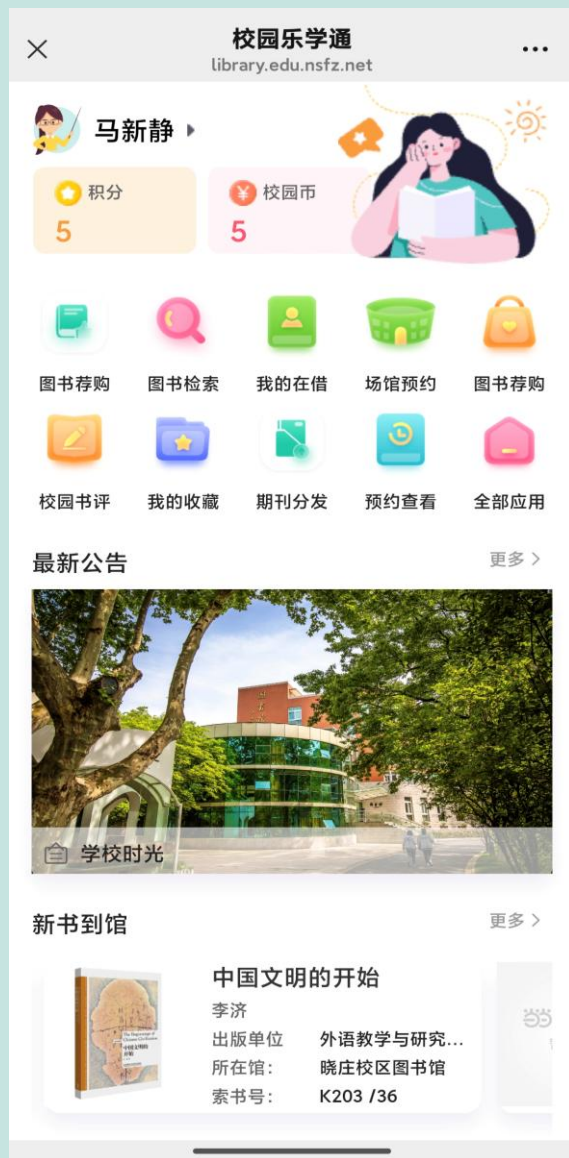 校园乐学通
library.edu.nsfz.net
马新静
积分
校园币
5
5
图书荐购 图书检索 我的在借 场馆预约 图书荐购
校园书评 我的收藏 期刊分发 预约查看 全部应用
最新公告
更多
学校时光
新书到馆
更多
中国文明的开始
李济
出版单位 外语教学与研究...
所在馆: 晓庄校区图书馆
索书号: K203 /36